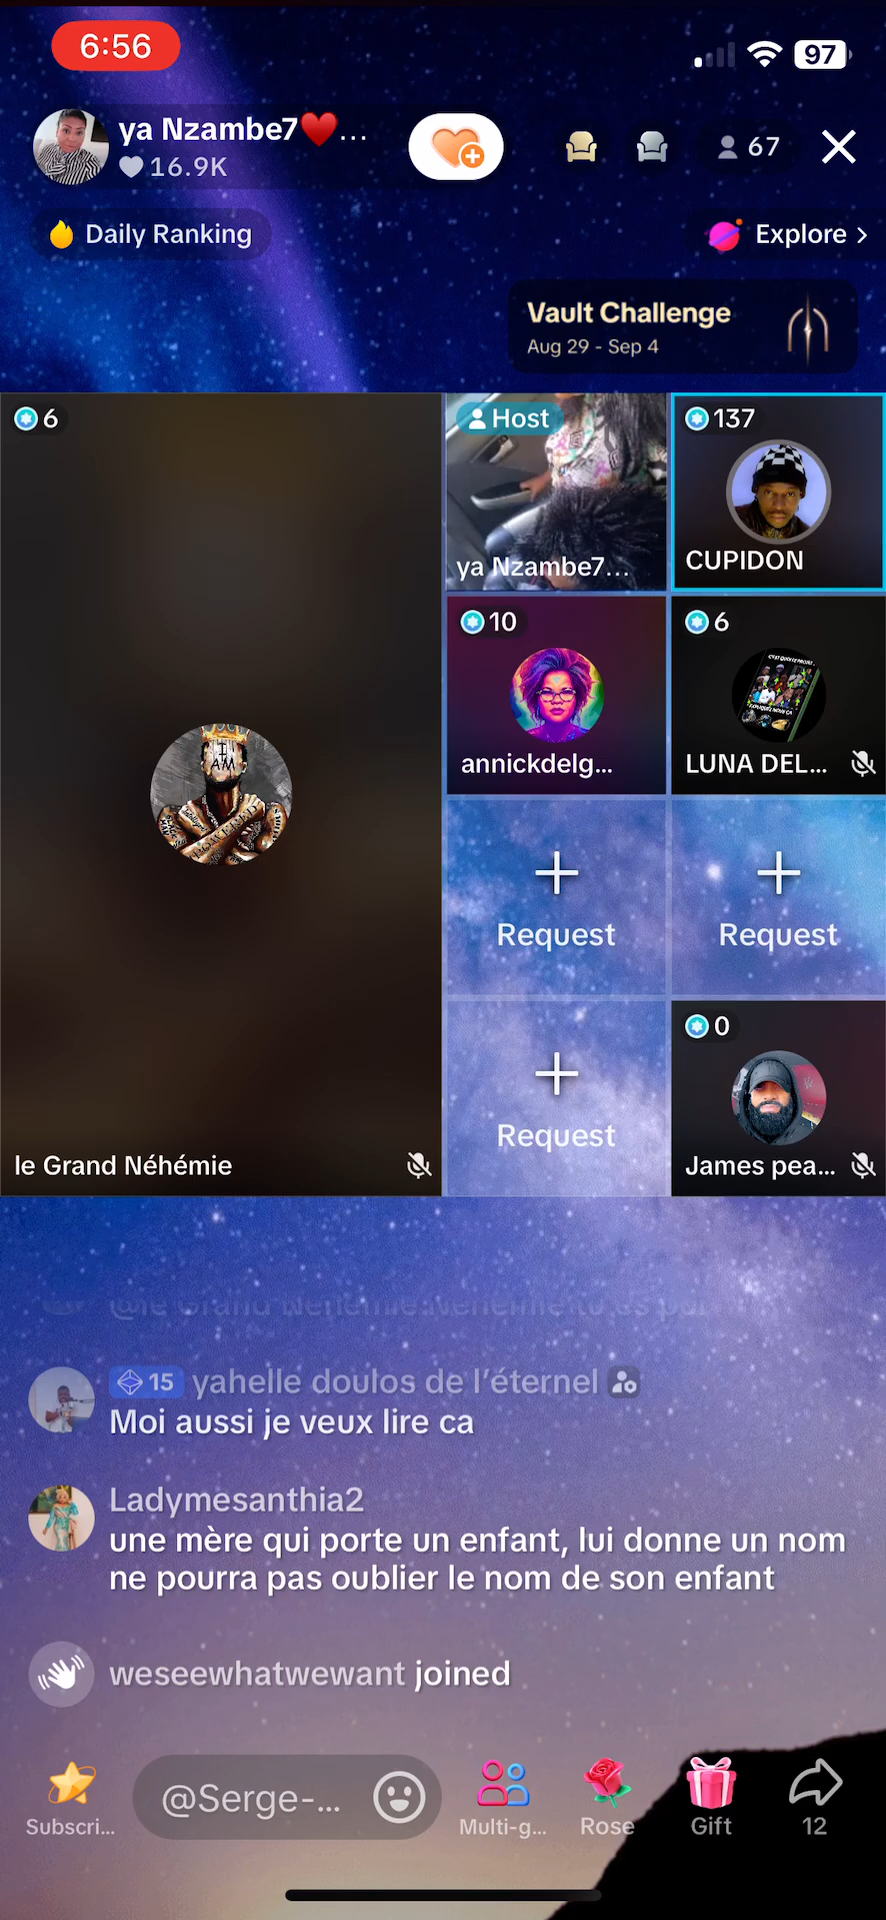 6:56
97
ya Nzambe7❤️...
16.9K
67
Daily Ranking
Explore >
Vault Challenge
Aug 29 - Sep 4
6
Host
ya Nzambe7...
137
CUPIDON
10
annickdelg...
6
LUNA DEL...
I
AM
Request
Request
Request
0
James pea...
le Grand Néhémie
15 yahelle doulos de l'éternel
Moi aussi je veux lire ca
Ladymesanthia2
une mère qui porte un enfant, lui donne un nom
ne pourra pas oublier le nom de son enfant
weseewhatwewant joined
@Serge-...
Subscri...
Multi-g...
Rose
Gift
12